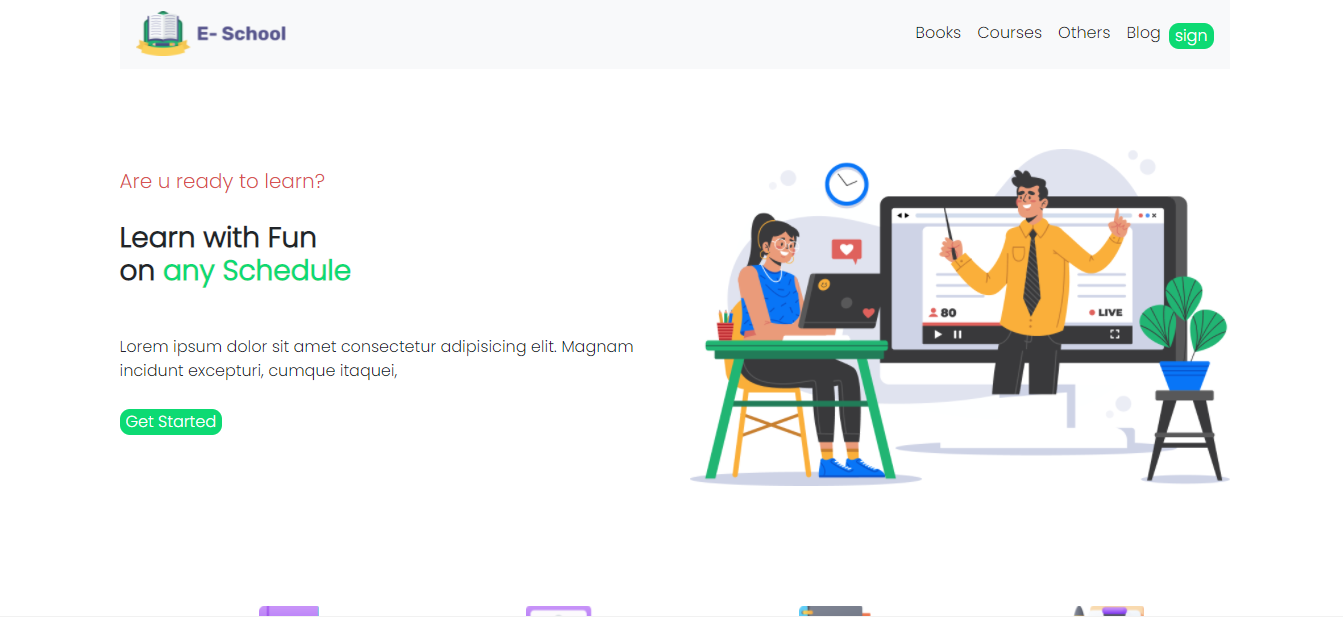 E- School
Books Courses Others Blog sign
Are u ready to learn?
Learn with Fun
on any Schedule
80
LIVE
Lorem ipsum dolor sit amet consectetur adipisicing elit. Magnam
incidunt excepturi, cumque itaquei,
Get Started